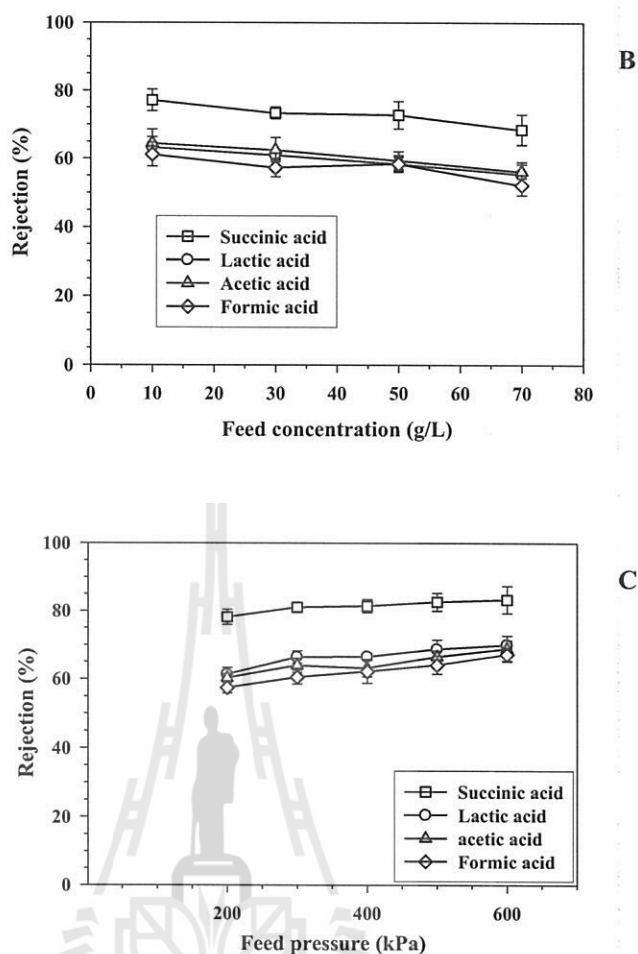 B
100
80
60
40
20
0
Rejection (%)
Succinic acid
Lactic acid
Acetic acid
Formic acid
0 10 20 30 40 50 60 70 80
Feed concentration (g/L)
C
100
80
60
40
20
0
Rejection (%)
Succinic acid
Lactic acid
acetic acid
Formic acid
200 400 600
Feed pressure (kPa)